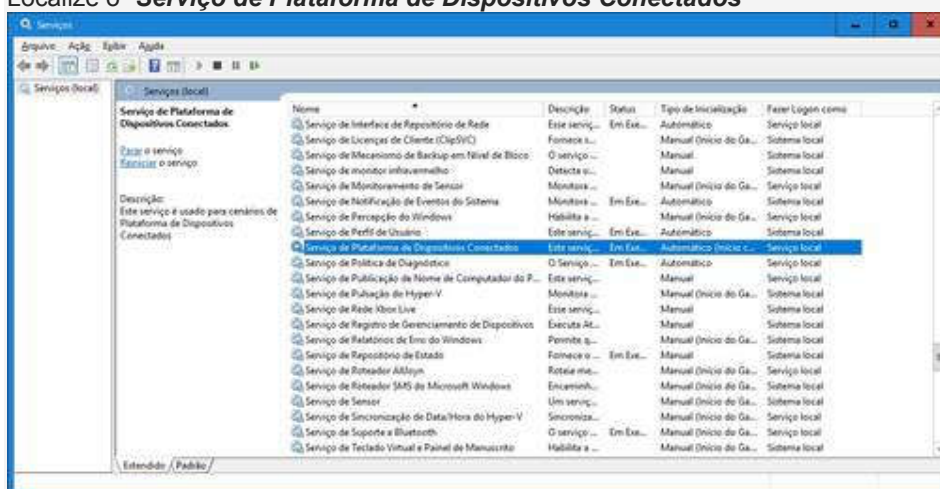 Localize o "Serviço de Plataforma de Dispositivos Conectados"
Serviços
Arquivo Ação Exibir Ajuda
Serviços (local)
Serviços (local)
Serviço de Plataforma de
Dispositivos Conectados
Parar o serviço
Reiniciar o serviço
Descrição:
Este serviço é usado para cenários de
Plataforma de Dispositivos
Conectados
Nome Descrição Status Tipo de Inicialização Fazer Logon como
Serviço de Interface de Repositório de Rede Esse serviç... Em Exe... Automático Serviço local
Serviço de Licenças de Cliente (ClipSVC) Fornece s... Manual (Início do Ga... Sistema local
Serviço de Mecanismo de Backup em Nível de Bloco O serviço ... Manual Sistema local
Serviço de monitor infravermelho Detecta o... Manual Sistema local
Serviço de Monitoramento de Sensor Monitora ... Manual (Início do Ga... Serviço local
Serviço de Notificação de Eventos do Sistema Monitora ... Em Exe... Automático Sistema local
Serviço de Percepção do Windows Habilita a ... Manual (Início do Ga... Serviço local
Serviço de Perfil de Usuário Este serviç... Em Exe... Automático Sistema local
Serviço de Plataforma de Dispositivos Conectados Este serviç... Em Exe... Automático (Início c... Serviço local
Serviço de Política de Diagnóstico O Serviço ... Em Exe... Automático Serviço local
Serviço de Publicação de Nome de Computador do P... Este serviç... Manual Serviço local
Serviço de Pulsação do Hyper-V Monitora ... Manual (Início do Ga... Sistema local
Serviço de Rede Xbox Live Esse serviç... Manual Sistema local
Serviço de Registro de Gerenciamento de Dispositivos Executa At... Manual Sistema local
Serviço de Relatórios de Erro do Windows Permite q... Manual (Início do Ga... Sistema local
Serviço de Repositório de Estado Fornece o ... Em Exe... Manual Sistema local
Serviço de Roteador AllJoyn Roteia me... Manual (Início do Ga... Serviço local
Serviço de Roteador SMS do Microsoft Windows Encaminh... Manual (Início do Ga... Sistema local
Serviço de Sensor Um serviç... Manual (Início do Ga... Sistema local
Serviço de Sincronização de Data/Hora do Hyper-V Sincroniza... Manual (Início do Ga... Serviço local
Serviço de Suporte a Bluetooth O serviço ... Em Exe... Manual (Início do Ga... Serviço local
Serviço de Teclado Virtual e Painel de Manuscrito Habilita a ... Manual (Início do Ga... Sistema local
Estendido Padrão